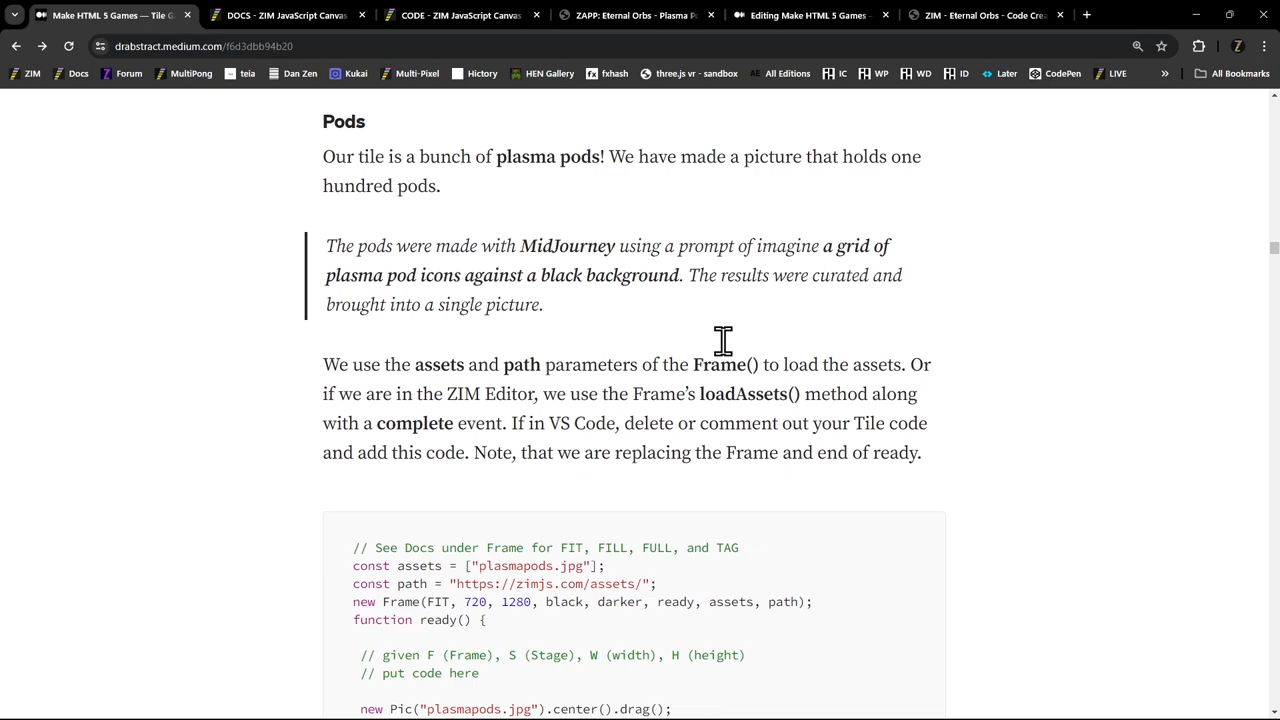 Make HTML 5 Games — Tile G
DOCS - ZIM JavaScript Canvas
CODE - ZIM JavaScript Canvas
ZAPP: Eternal Orbs - Plasma Po
Editing Make HTML 5 Games –
ZIM - Eternal Orbs - Code Crea
drabstract.medium.com/f6d3dbb94b20
ZIM Docs Forum MultiPong teia Dan Zen Kukai Multi-Pixel Hictory HEN Gallery fxhash three.js vr - sandbox All Editions IC WP WD ID Later CodePen LIVE » All Bookmarks
Pods
Our tile is a bunch of plasma pods! We have made a picture that holds one
hundred pods.
The pods were made with MidJourney using a prompt of imagine a grid of
plasma pod icons against a black background. The results were curated and
brought into a single picture.
We use the assets and path parameters of the Frame() to load the assets. Or
if we are in the ZIM Editor, we use the Frame’s loadAssets() method along
with a complete event. If in VS Code, delete or comment out your Tile code
and add this code. Note, that we are replacing the Frame and end of ready.
// See Docs under Frame for FIT, FILL, FULL, and TAG
const assets = ["plasmapods.jpg"];
const path = "https://zimjs.com/assets/";
new Frame(FIT, 720, 1280, black, darker, ready, assets, path);
function ready() {
// given F (Frame), S (Stage), W (width), H (height)
// put code here
new Pic("plasmapods.jpg").center().drag();